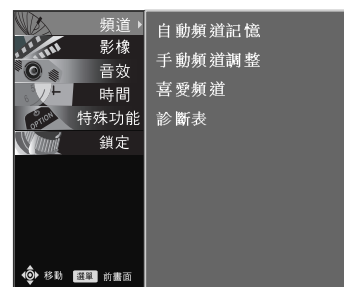 頻道
影像
音效
時間
OPTION
特殊功能
鎖定
自動頻道記憶
手動頻道調整
喜愛頻道
診斷表
移動 選單 前畫面